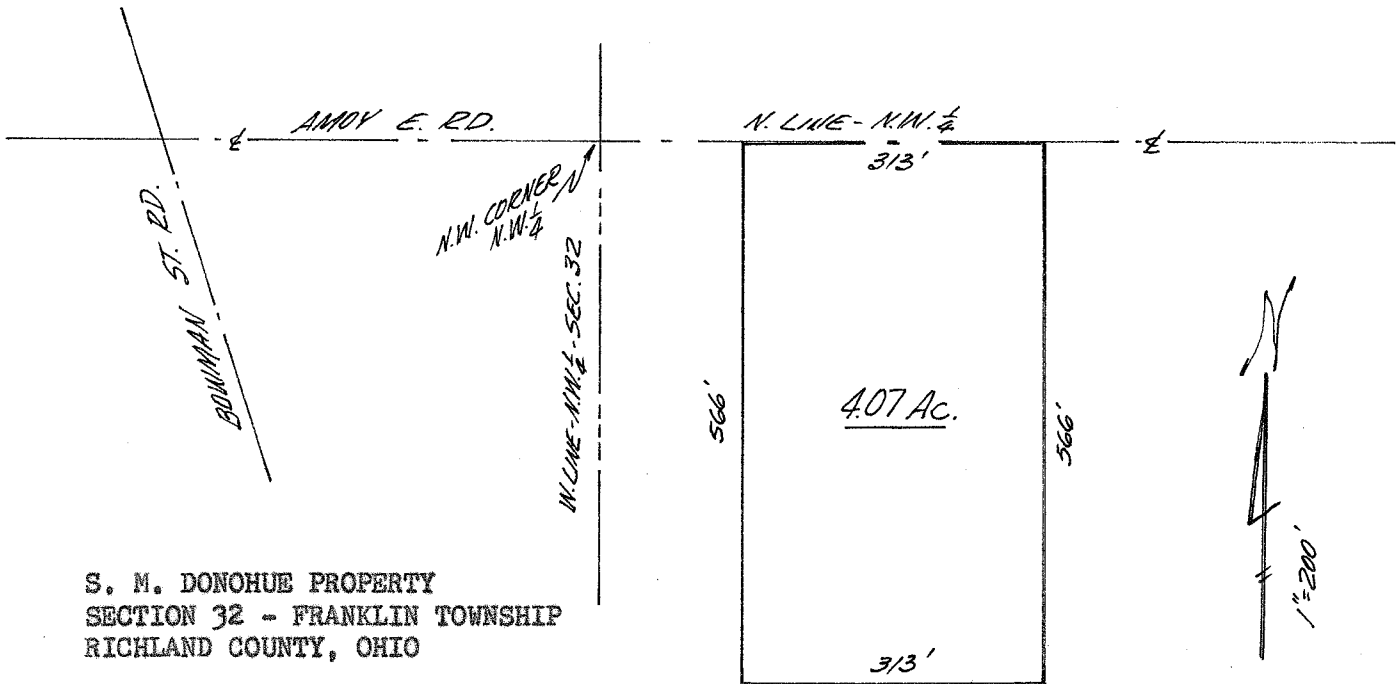 AMOY E. RD.
N. LINE - N.W. 1/4
℄
℄
313'
N.W. CORNER
N.W. 1/4
BOWMAN ST. RD.
W. LINE - N.W. 1/4 - SEC. 32
566'
4.07 AC.
566'
1"=200'
S. M. DONOHUE PROPERTY
SECTION 32 - FRANKLIN TOWNSHIP
RICHLAND COUNTY, OHIO
313'